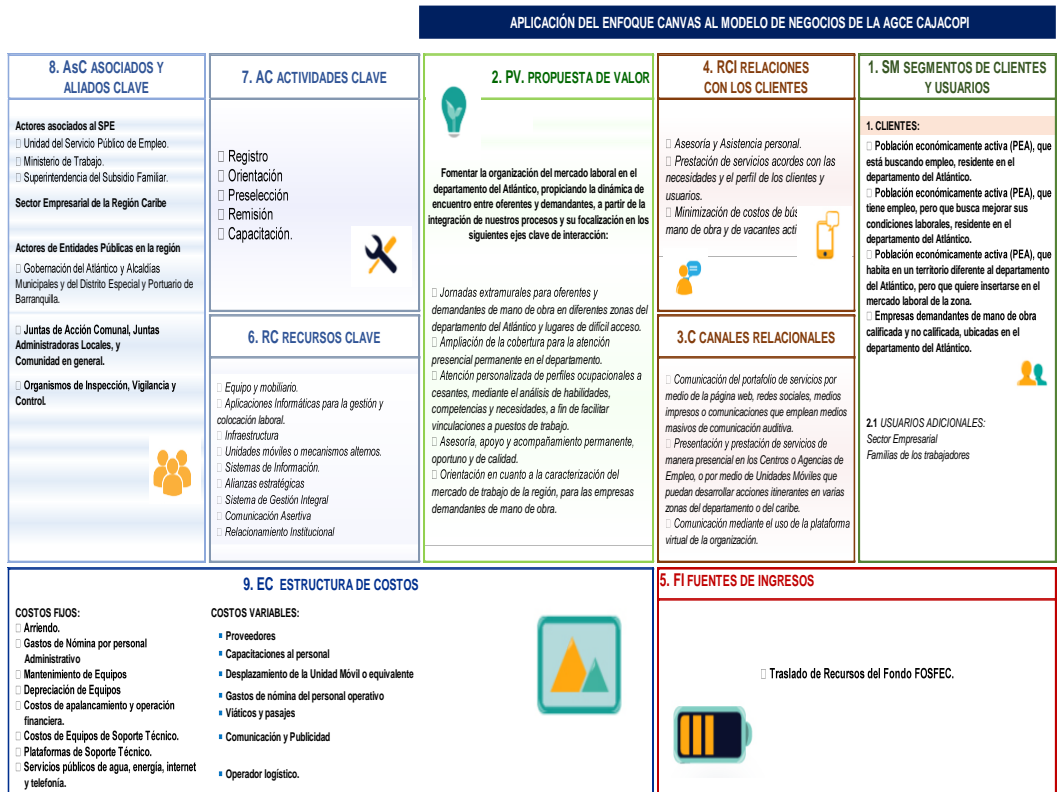 APLICACIÓN DEL ENFOQUE CANVAS AL MODELO DE NEGOCIOS DE LA AGCE CAJACOPI
8. AsC ASOCIADOS Y
ALIADOS CLAVE
Actores asociados al SPE
Unidad del Servicio Público de Empleo.
Ministerio de Trabajo.
Superintendencia del Subsidio Familiar.
Sector Empresarial de la Región Caribe
Actores de Entidades Públicas en la región
Gobernación del Atlántico y Alcaldías
Municipales y del Distrito Especial y Portuario de
Barranquilla.
Juntas de Acción Comunal, Juntas
Administradoras Locales, y
Comunidad en general.
Organismos de Inspección, Vigilancia y
Control.
7. AC ACTIVIDADES CLAVE
Registro
Orientación
Preselección
Remisión
Capacitación.
6. RC RECURSOS CLAVE
Equipo y mobiliario.
Aplicaciones Informáticas para la gestión y
colocación laboral.
Infraestructura
Unidades móviles o mecanismos alternos.
Sistemas de Información.
Alianzas estratégicas
Sistema de Gestión Integral
Comunicación Asertiva
Relacionamiento Institucional
2. PV. PROPUESTA DE VALOR
Fomentar la organización del mercado laboral en el
departamento del Atlántico, propiciando la dinámica de
encuentro entre oferentes y demandantes, a partir de la
integración de nuestros procesos y su focalización en los
siguientes ejes clave de interacción:
Jornadas extramurales para oferentes y
demandantes de mano de obra en diferentes zonas del
departamento del Atlántico y lugares de difícil acceso.
Ampliación de la cobertura para la atención
presencial permanente en el departamento.
Atención personalizada de perfiles ocupacionales a
cesantes, mediante el análisis de habilidades,
competencias y necesidades, a fin de facilitar
vinculaciones a puestos de trabajo.
Asesoría, apoyo y acompañamiento permanente,
oportuno y de calidad.
Orientación en cuanto a la caracterización del
mercado de trabajo de la región, para las empresas
demandantes de mano de obra.
4. RCI RELACIONES
CON LOS CLIENTES
Asesoría y Asistencia personal.
Prestación de servicios acordes con las
necesidades y el perfil de los clientes y
usuarios.
Minimización de costos de bús
mano de obra y de vacantes acti
3.C CANALES RELACIONALES
Comunicación del portafolio de servicios por
medio de la página web, redes sociales, medios
impresos o comunicaciones que emplean medios
masivos de comunicación auditiva.
Presentación y prestación de servicios de
manera presencial en los Centros o Agencias de
Empleo, o por medio de Unidades Móviles que
puedan desarrollar acciones itinerantes en varias
zonas del departamento o del caribe.
Comunicación mediante el uso de la plataforma
virtual de la organización.
1. SM SEGMENTOS DE CLIENTES
Y USUARIOS
1. CLIENTES:
Población económicamente activa (PEA), que
está buscando empleo, residente en el
departamento del Atlántico.
Población económicamente activa (PEA), que
tiene empleo, pero que busca mejorar sus
condiciones laborales, residente en el
departamento del Atlántico.
Población económicamente activa (PEA), que
habita en un territorio diferente al departamento
del Atlántico, pero que quiere insertarse en el
mercado laboral de la zona.
Empresas demandantes de mano de obra
calificada y no calificada, ubicadas en el
departamento del Atlántico.
2.1 USUARIOS ADICIONALES:
Sector Empresarial
Familias de los trabajadores
9. EC ESTRUCTURA DE COSTOS
COSTOS FIJOS:
Arriendo.
Gastos de Nómina por personal
Administrativo
Mantenimiento de Equipos
Depreciación de Equipos
Costos de apalancamiento y operación
financiera.
Costos de Equipos de Soporte Técnico.
Plataformas de Soporte Técnico.
Servicios públicos de agua, energía, internet
y telefonía.
COSTOS VARIABLES:
Proveedores
Capacitaciones al personal
Desplazamiento de la Unidad Móvil o equivalente
Gastos de nómina del personal operativo
Viáticos y pasajes
Comunicación y Publicidad
Operador logístico.
5. FI FUENTES DE INGRESOS
Traslado de Recursos del Fondo FOSFEC.